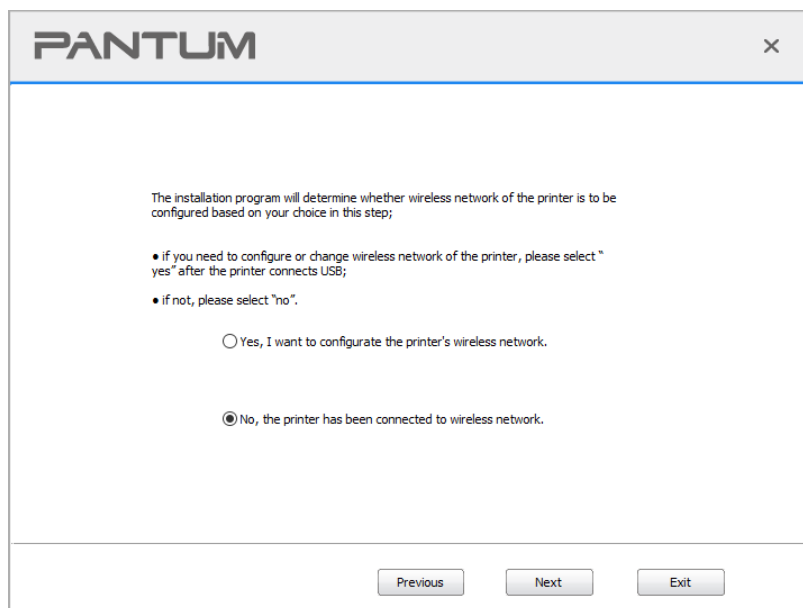 PANTUM
The installation program will determine whether wireless network of the printer is to be
configured based on your choice in this step;
● if you need to configure or change wireless network of the printer, please select “
yes” after the printer connects USB;
● if not, please select “no”.
Yes, I want to configurate the printer's wireless network.
No, the printer has been connected to wireless network.
Previous Next Exit